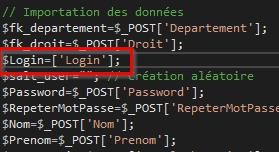 // Importation des données
$fk_departement=$_POST['Departement'];
$fk_droit=$_POST['Droit'];
$Login=['Login'];
$salt_user=""; // Création aléatoire
$Password=$_POST['Password'];
$RepeterMotPasse=$_POST['RepeterMotPasse
$Nom=$_POST['Nom'];
$Prenom=$_POST['Prenom'];